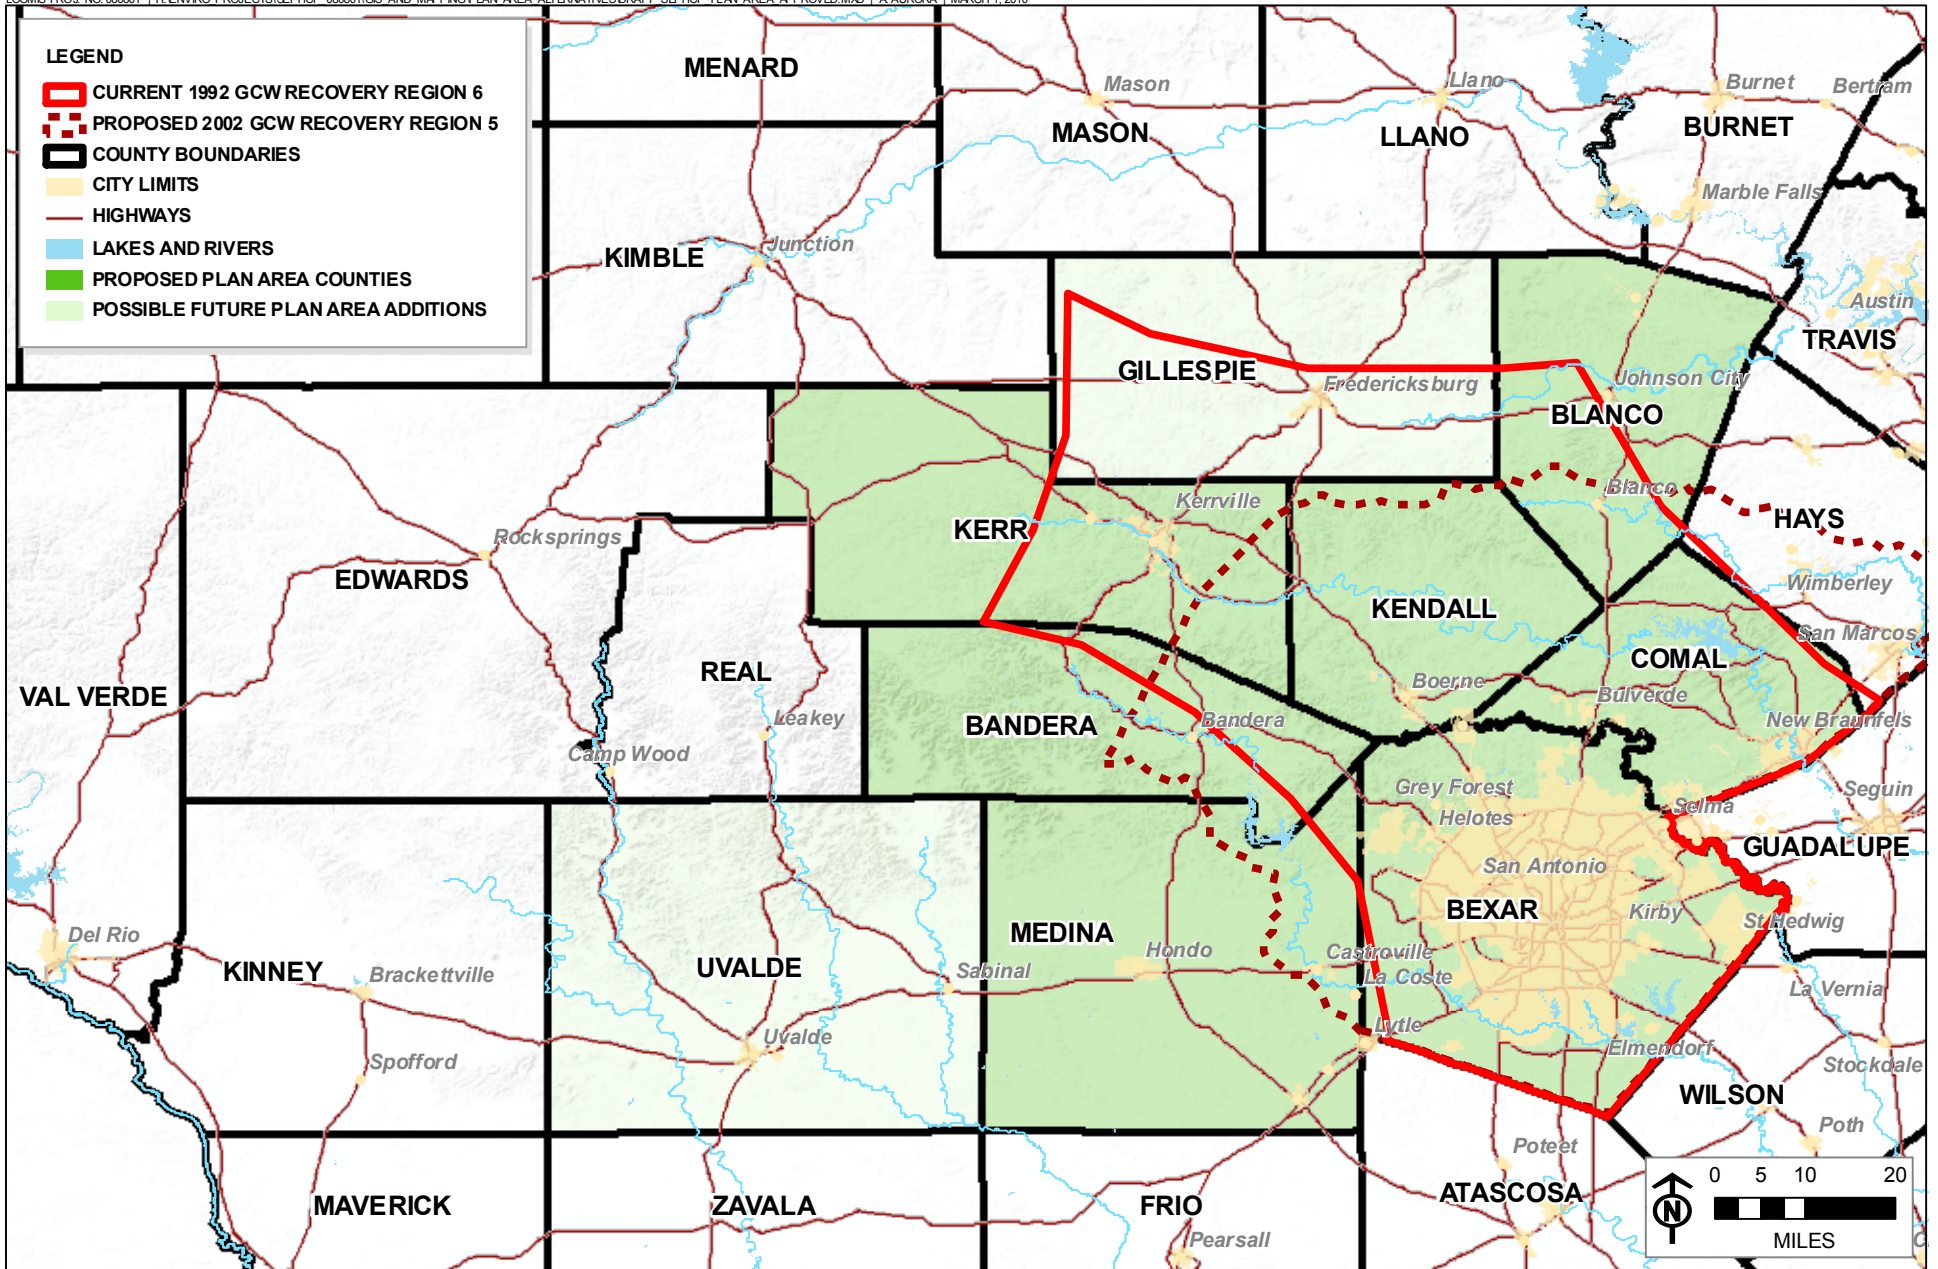 LEGEND
CURRENT 1992 GCW RECOVERY REGION 6
PROPOSED 2002 GCW RECOVERY REGION 5
COUNTY BOUNDARIES
CITY LIMITS
HIGHWAYS
LAKES AND RIVERS
PROPOSED PLAN AREA COUNTIES
POSSIBLE FUTURE PLAN AREA ADDITIONS
MENARD
Mason
Llano
Burnet
Bertram
MASON
LLANO
BURNET
Marble Falls
Junction
KIMBLE
Austin
TRAVIS
GILLESPIE
Fredericksburg
Johnson City
BLANCO
Kerrville
Blanco
HAYS
KERR
Rocksprings
EDWARDS
Wimberley
KENDALL
San Marcos
COMAL
REAL
VAL VERDE
Boerne
Bulverde
Leakey
BANDERA
Bandera
New Braunfels
Camp Wood
Grey Forest
Seguin
Selma
Helotes
GUADALUPE
San Antonio
BEXAR
Kirby
St Hedwig
MEDINA
Del Rio
Hondo
Castroville
KINNEY
Brackettville
UVALDE
Sabinal
La Coste
La Vernia
Lytle
Uvalde
Elmendorf
Spofford
Stockdale
WILSON
Poth
Poteet
MAVERICK
ZAVALA
FRIO
ATASCOSA
Pearsall
0 5 10 20
N
MILES